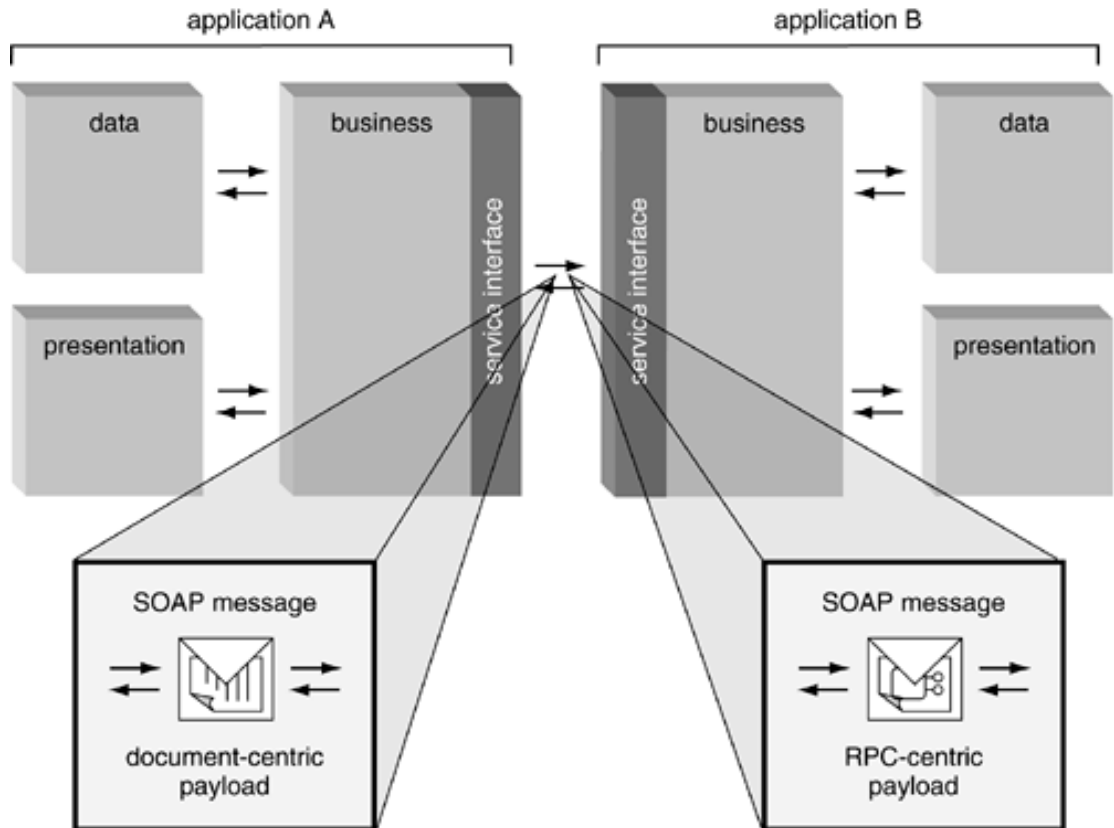 application A
application B
data
business
service interface
service interface
business
data
presentation
presentation
SOAP message
document-centric
payload
SOAP message
RPC-centric
payload